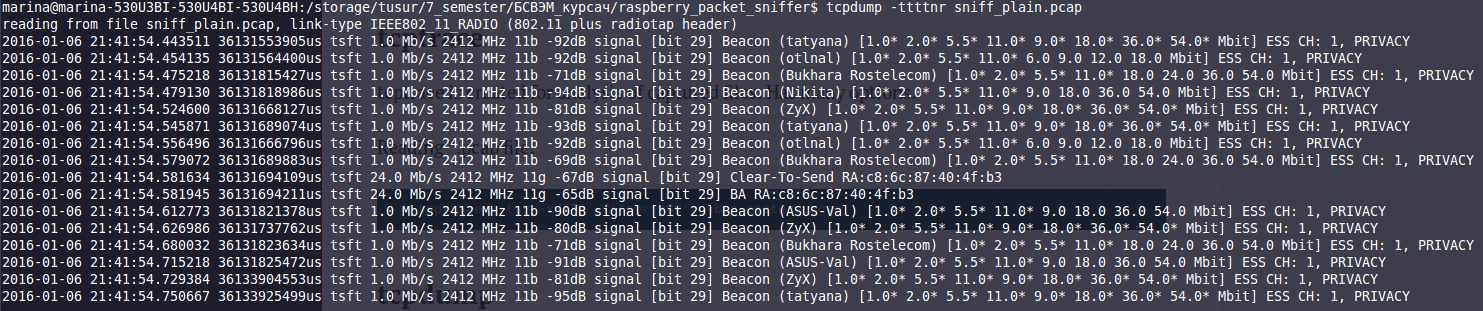 marina@marina-530U3BI-530U4BI-530U4BH:/storage/tusur/7_semester/БСВЭМ_курсач/raspberry_packet_sniffer$ tcpdump -ttttnr sniff_plain.pcap
reading from file sniff_plain.pcap, link-type IEEE802_11_RADIO (802.11 plus radiotap header)
2016-01-06 21:41:54.443511 36131553905us tsft 1.0 Mb/s 2412 MHz 11b -92dB signal [bit 29] Beacon (tatyana) [1.0* 2.0* 5.5* 11.0* 9.0* 18.0* 36.0* 54.0* Mbit] ESS CH: 1, PRIVACY
2016-01-06 21:41:54.454135 36131564400us tsft 1.0 Mb/s 2412 MHz 11b -92dB signal [bit 29] Beacon (otlnal) [1.0* 2.0* 5.5* 11.0* 6.0 9.0 12.0 18.0 Mbit] ESS CH: 1, PRIVACY
2016-01-06 21:41:54.475218 36131815427us tsft 1.0 Mb/s 2412 MHz 11b -71dB signal [bit 29] Beacon (Bukhara Rostelecom) [1.0* 2.0* 5.5* 11.0* 18.0 24.0 36.0 54.0 Mbit] ESS CH: 1, PRIVACY
2016-01-06 21:41:54.479130 36131818986us tsft 1.0 Mb/s 2412 MHz 11b -94dB signal [bit 29] Beacon (Nikita) [1.0* 2.0* 5.5* 11.0* 9.0* 18.0* 36.0* 54.0* Mbit] ESS CH: 1, PRIVACY
2016-01-06 21:41:54.524600 36131668127us tsft 1.0 Mb/s 2412 MHz 11b -81dB signal [bit 29] Beacon (ZyX) [1.0* 2.0* 5.5* 11.0* 9.0* 18.0* 36.0* 54.0* Mbit] ESS CH: 1, PRIVACY
2016-01-06 21:41:54.545871 36131689074us tsft 1.0 Mb/s 2412 MHz 11b -93dB signal [bit 29] Beacon (tatyana) [1.0* 2.0* 5.5* 11.0* 9.0* 18.0* 36.0* 54.0* Mbit] ESS CH: 1, PRIVACY
2016-01-06 21:41:54.556496 36131666796us tsft 1.0 Mb/s 2412 MHz 11b -92dB signal [bit 29] Beacon (otlnal) [1.0* 2.0* 5.5* 11.0* 6.0 9.0 12.0 18.0 Mbit] ESS CH: 1, PRIVACY
2016-01-06 21:41:54.579072 36131689883us tsft 1.0 Mb/s 2412 MHz 11b -69dB signal [bit 29] Beacon (Bukhara Rostelecom) [1.0* 2.0* 5.5* 11.0* 18.0 24.0 36.0 54.0 Mbit] ESS CH: 1, PRIVACY
2016-01-06 21:41:54.581634 36131694109us tsft 24.0 Mb/s 2412 MHz 11g -67dB signal [bit 29] Clear-To-Send RA:c8:6c:87:40:4f:b3
2016-01-06 21:41:54.581945 36131694211us tsft 24.0 Mb/s 2412 MHz 11g -65dB signal [bit 29] BA RA:c8:6c:87:40:4f:b3
2016-01-06 21:41:54.612773 36131821378us tsft 1.0 Mb/s 2412 MHz 11b -90dB signal [bit 29] Beacon (ASUS-Val) [1.0* 2.0* 5.5* 11.0* 9.0 18.0 36.0 54.0 Mbit] ESS CH: 1, PRIVACY
2016-01-06 21:41:54.626986 36131737762us tsft 1.0 Mb/s 2412 MHz 11b -80dB signal [bit 29] Beacon (ZyX) [1.0* 2.0* 5.5* 11.0* 9.0* 18.0* 36.0* 54.0* Mbit] ESS CH: 1, PRIVACY
2016-01-06 21:41:54.680032 36131823634us tsft 1.0 Mb/s 2412 MHz 11b -71dB signal [bit 29] Beacon (Bukhara Rostelecom) [1.0* 2.0* 5.5* 11.0* 18.0 24.0 36.0 54.0 Mbit] ESS CH: 1, PRIVACY
2016-01-06 21:41:54.715218 36131825472us tsft 1.0 Mb/s 2412 MHz 11b -91dB signal [bit 29] Beacon (ASUS-Val) [1.0* 2.0* 5.5* 11.0* 9.0 18.0 36.0 54.0 Mbit] ESS CH: 1, PRIVACY
2016-01-06 21:41:54.729384 36133904553us tsft 1.0 Mb/s 2412 MHz 11b -81dB signal [bit 29] Beacon (ZyX) [1.0* 2.0* 5.5* 11.0* 9.0* 18.0* 36.0* 54.0* Mbit] ESS CH: 1, PRIVACY
2016-01-06 21:41:54.750667 36133925499us tsft 1.0 Mb/s 2412 MHz 11b -95dB signal [bit 29] Beacon (tatyana) [1.0* 2.0* 5.5* 11.0* 9.0* 18.0* 36.0* 54.0* Mbit] ESS CH: 1, PRIVACY
tcpdump